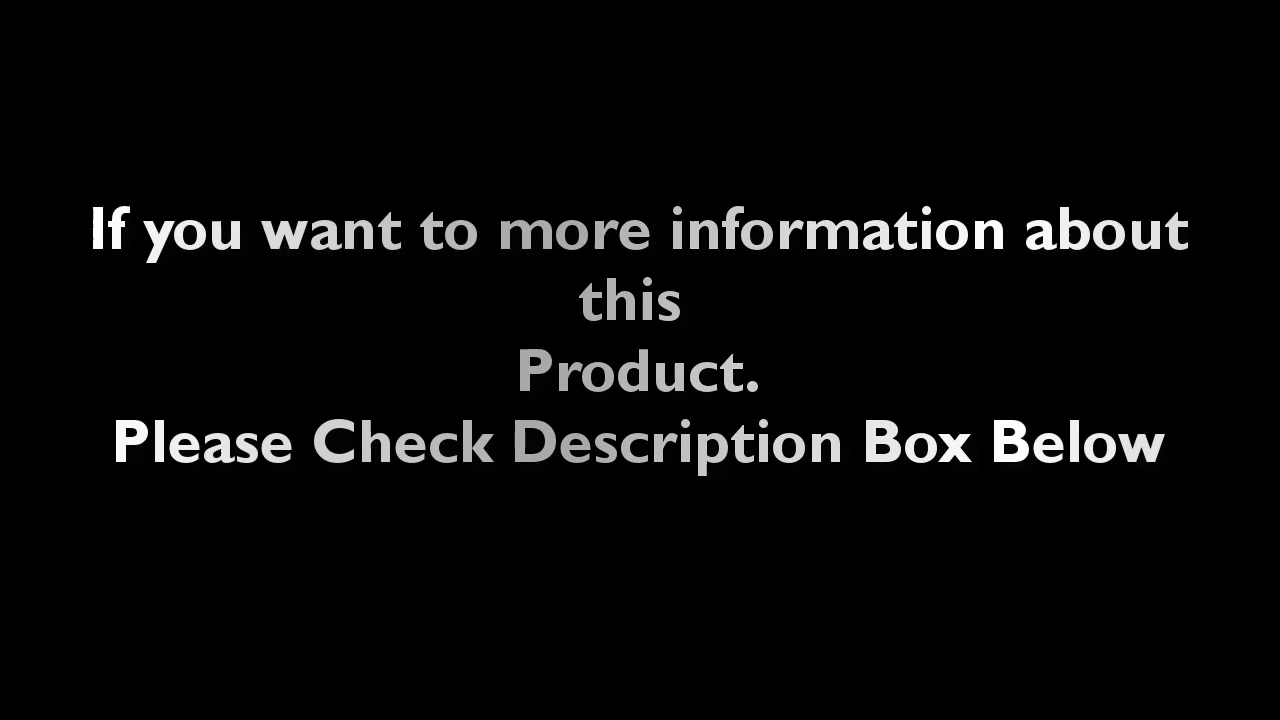 If you want to more information about
this
Product.
Please Check Description Box Below